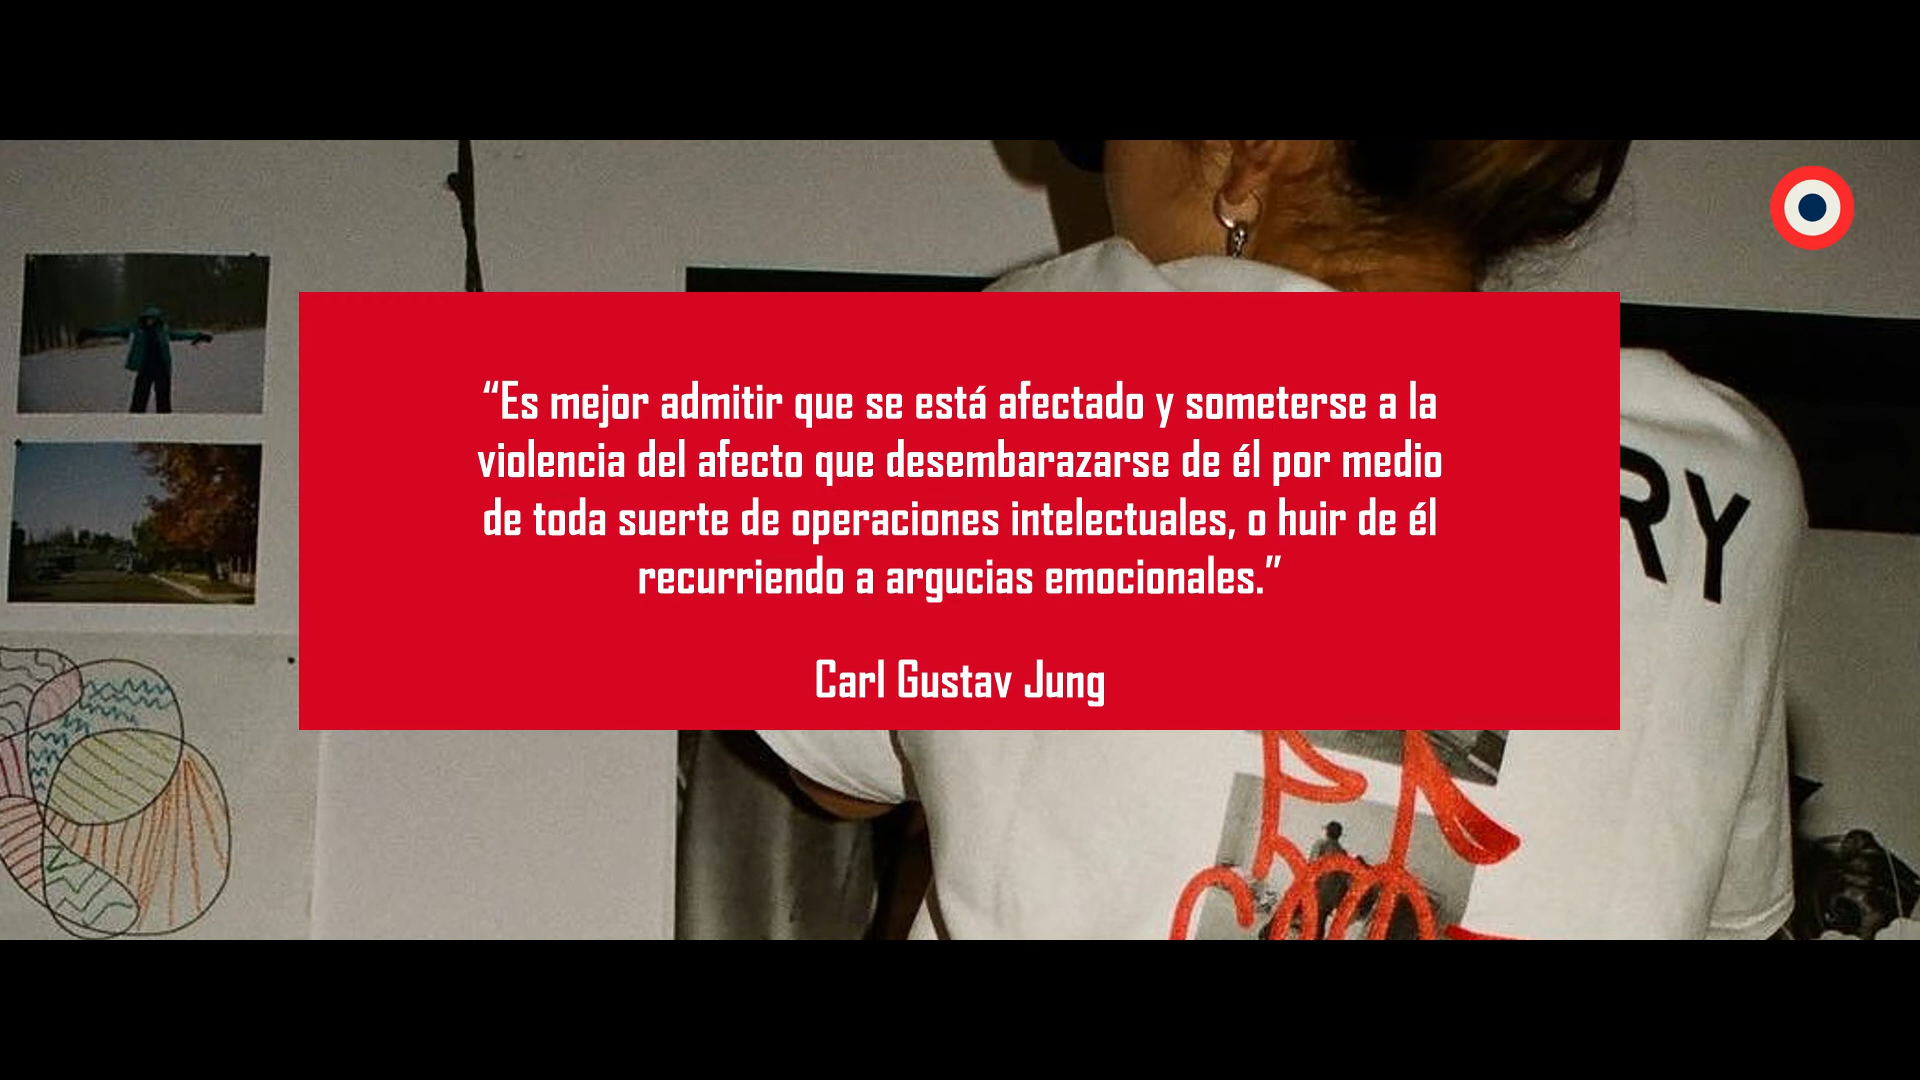 “Es mejor admitir que se está afectado y someterse a la
violencia del afecto que desembarazarse de él por medio
de toda suerte de operaciones intelectuales, o huir de él
recurriendo a argucias emocionales.”
Carl Gustav Jung
RY